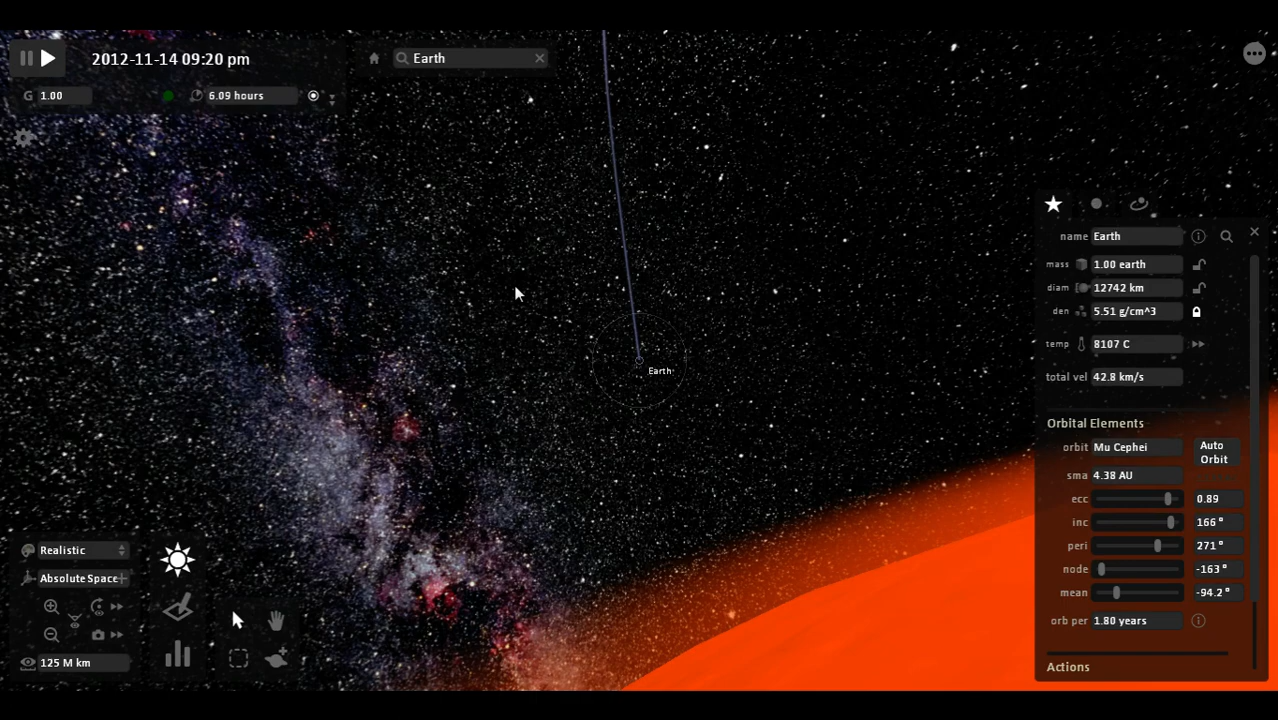 2012-11-14 09:20 pm
Earth
G 1.00
6.09 hours
Earth
name Earth
mass 1.00 earth
diam 12742 km
den 5.51 g/cm^3
temp 8107 C
total vel 42.8 km/s
Orbital Elements
orbit Mu Cephei Auto Orbit
sma 4.38 AU
ecc 0.89
inc 166°
peri 271°
node -163°
mean -94.2°
orb per 1.80 years
Actions
Realistic
Absolute Space
125 M km